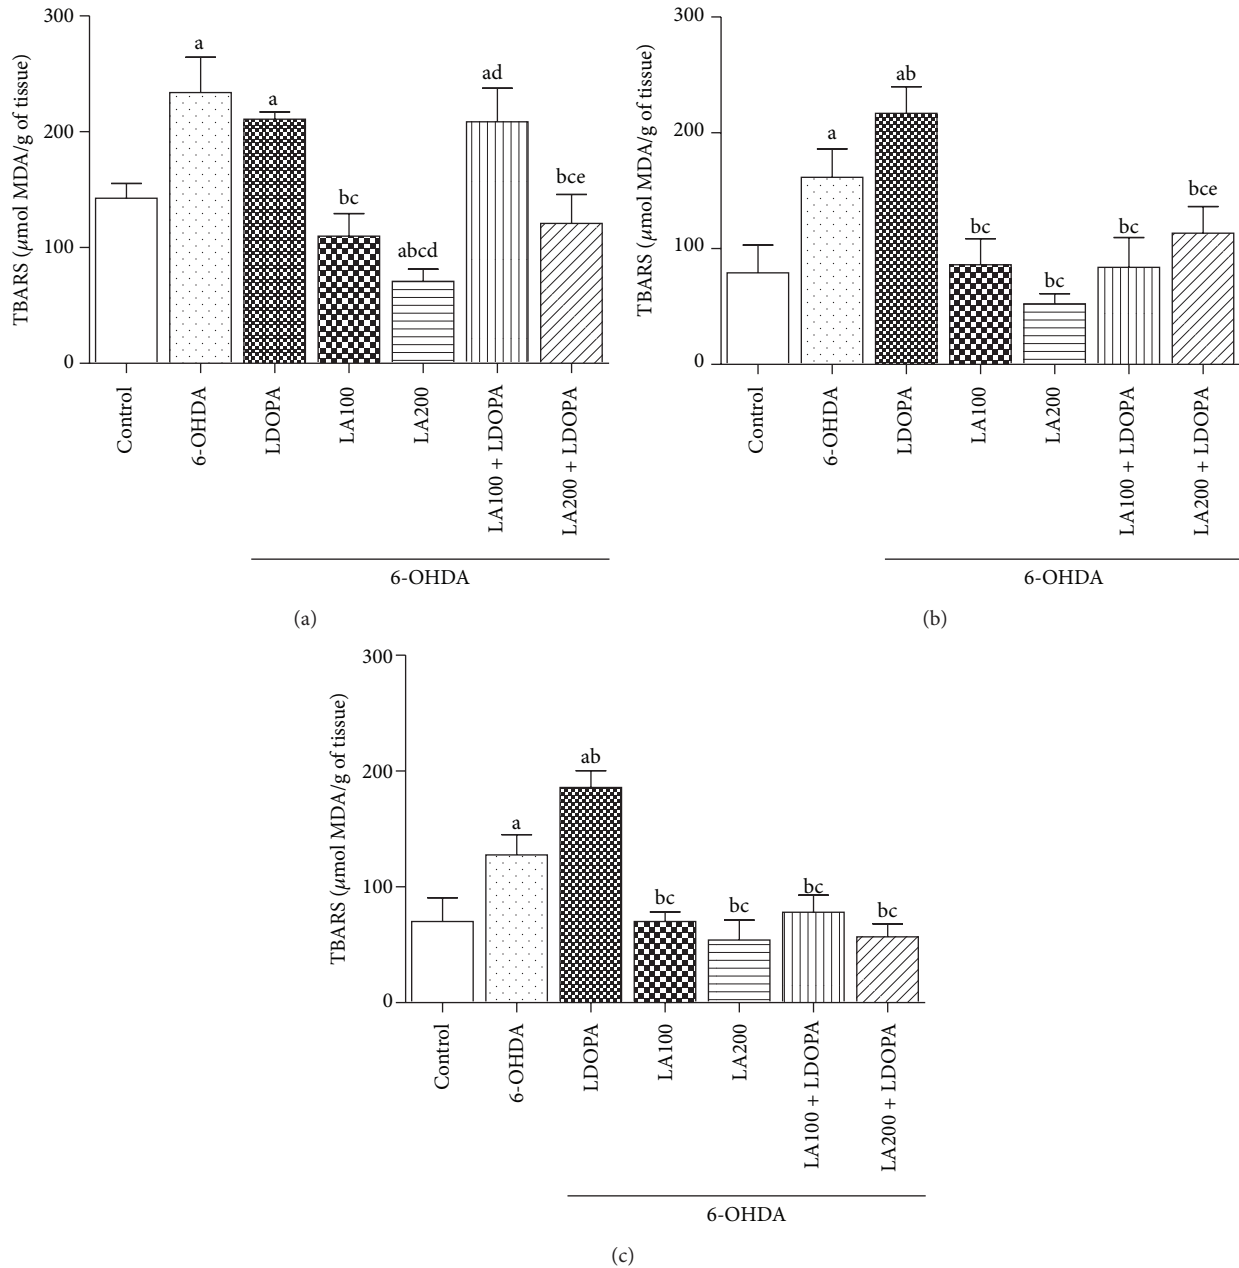 TBARS (μmol MDA/g of tissue)
300
200
100
0
a
a
bc
abcd
ad
bce
Control
6-OHDA
LDOPA
LA100
LA200
LA100 + LDOPA
LA200 + LDOPA
6-OHDA
(a)
TBARS (μmol MDA/g of tissue)
300
200
100
0
a
ab
bc
bc
bc
bce
Control
6-OHDA
LDOPA
LA100
LA200
LA100 + LDOPA
LA200 + LDOPA
6-OHDA
(b)
TBARS (μmol MDA/g of tissue)
300
200
100
0
a
ab
bc
bc
bc
bc
Control
6-OHDA
LDOPA
LA100
LA200
LA100 + LDOPA
LA200 + LDOPA
6-OHDA
(c)